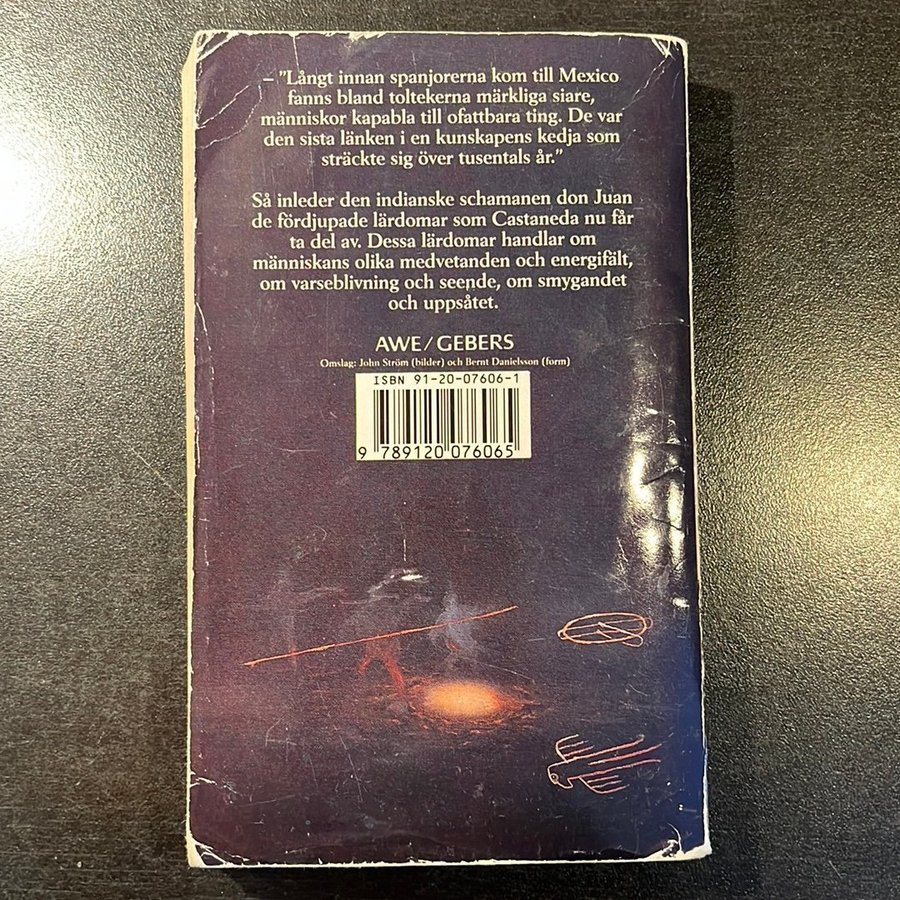 – "Långt innan spanjorerna kom till Mexico
fanns bland toltekerna märkliga siare,
människor kapabla till ofattbara ting. De var
den sista länken i en kunskapens kedja som
sträckte sig över tusentals år."
Så inleder den indianske schamanen don Juan
de fördjupade lärdomar som Castaneda nu får
ta del av. Dessa lärdomar handlar om
människans olika medvetanden och energifält,
om varseblivning och seende, om smygandet
och uppsåtet.
AWE/GEBERS
Omslag: John Ström (bilder) och Bernt Danielsson (form)
ISBN 91-20-07606-1
9 789120 076065